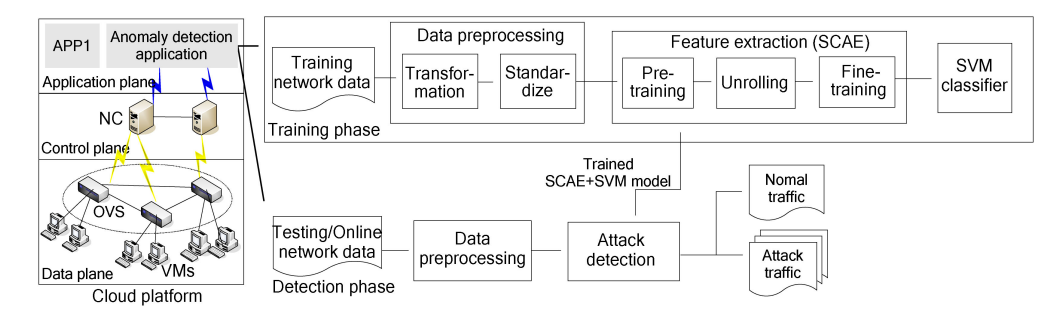 APP1
Anomaly detection
application
Application plane
NC
Control plane
OVS
VMs
Data plane
Cloud platform
Training
network data
Training phase
Data preprocessing
Transfor-
mation
Standar-
dize
Feature extraction (SCAE)
Pre-
training
Unrolling
Fine-
training
SVM
classifier
Trained
SCAE+SVM model
Testing/Online
network data
Detection phase
Data
preprocessing
Attack
detection
Nomal
traffic
Attack
traffic